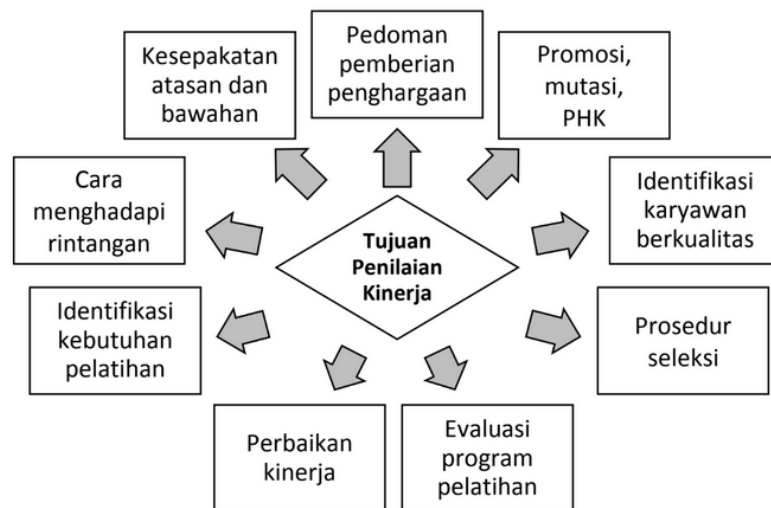 Kesepakatan
atasan dan
bawahan
Pedoman
pemberian
penghargaan
Promosi,
mutasi,
PHK
Cara
menghadapi
rintangan
Identifikasi
karyawan
berkualitas
Tujuan
Penilaian
Kinerja
Identifikasi
kebutuhan
pelatihan
Prosedur
seleksi
Perbaikan
kinerja
Evaluasi
program
pelatihan